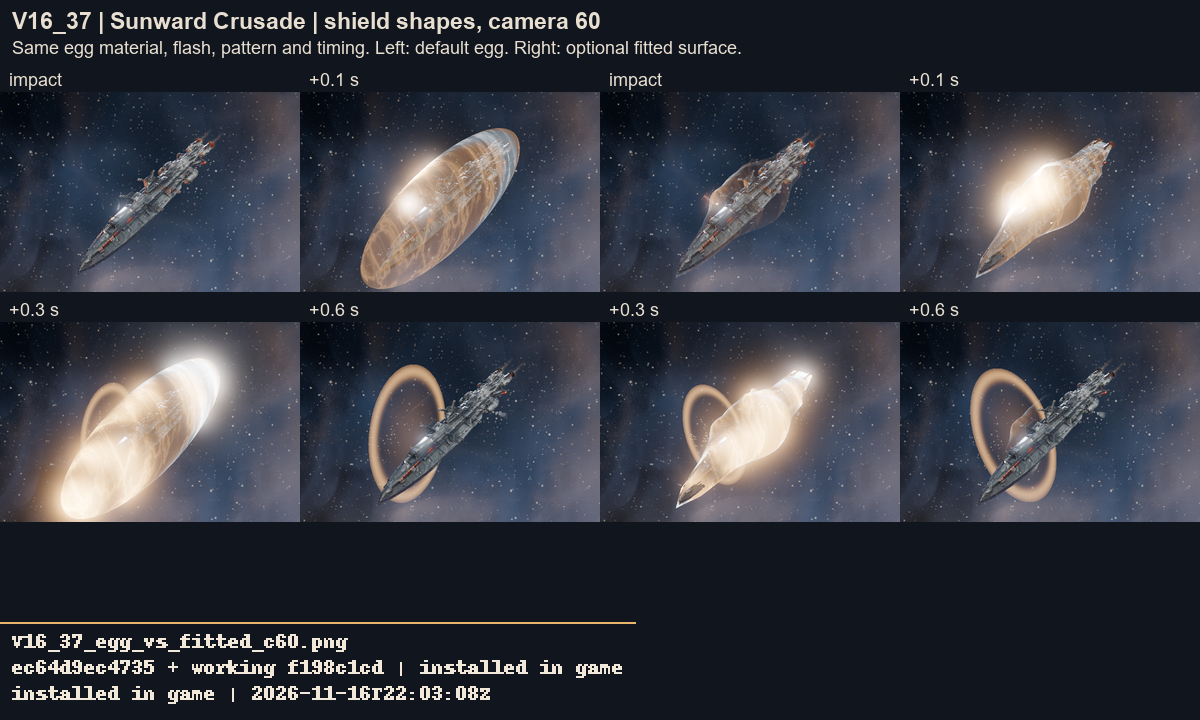 V16_37 | Sunward Crusade | shield shapes, camera 60
Same egg material, flash, pattern and timing. Left: default egg. Right: optional fitted surface.
impact
+0.1 s
impact
+0.1 s
+0.3 s
+0.6 s
+0.3 s
+0.6 s
V16_37_egg_vs_fitted_c60.png
ec64d9ec4735 + working f198c1cd | installed in game
installed in game | 2026-11-16T22:03:08Z